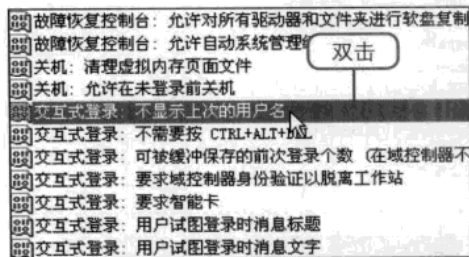 故障恢复控制台: 允许对所有驱动器和文件夹进行软盘复制
故障恢复控制台: 允许自动系统管理
双击
关机: 清理虚拟内存页面文件
关机: 允许在未登录前关机
交互式登录: 不显示上次的用户名
交互式登录: 不需要按 CTRL+ALT+DEL
交互式登录: 可被缓冲保存的前次登录个数 (在域控制器不
交互式登录: 要求域控制器身份验证以脱离工作站
交互式登录: 要求智能卡
交互式登录: 用户试图登录时消息标题
交互式登录: 用户试图登录时消息文字